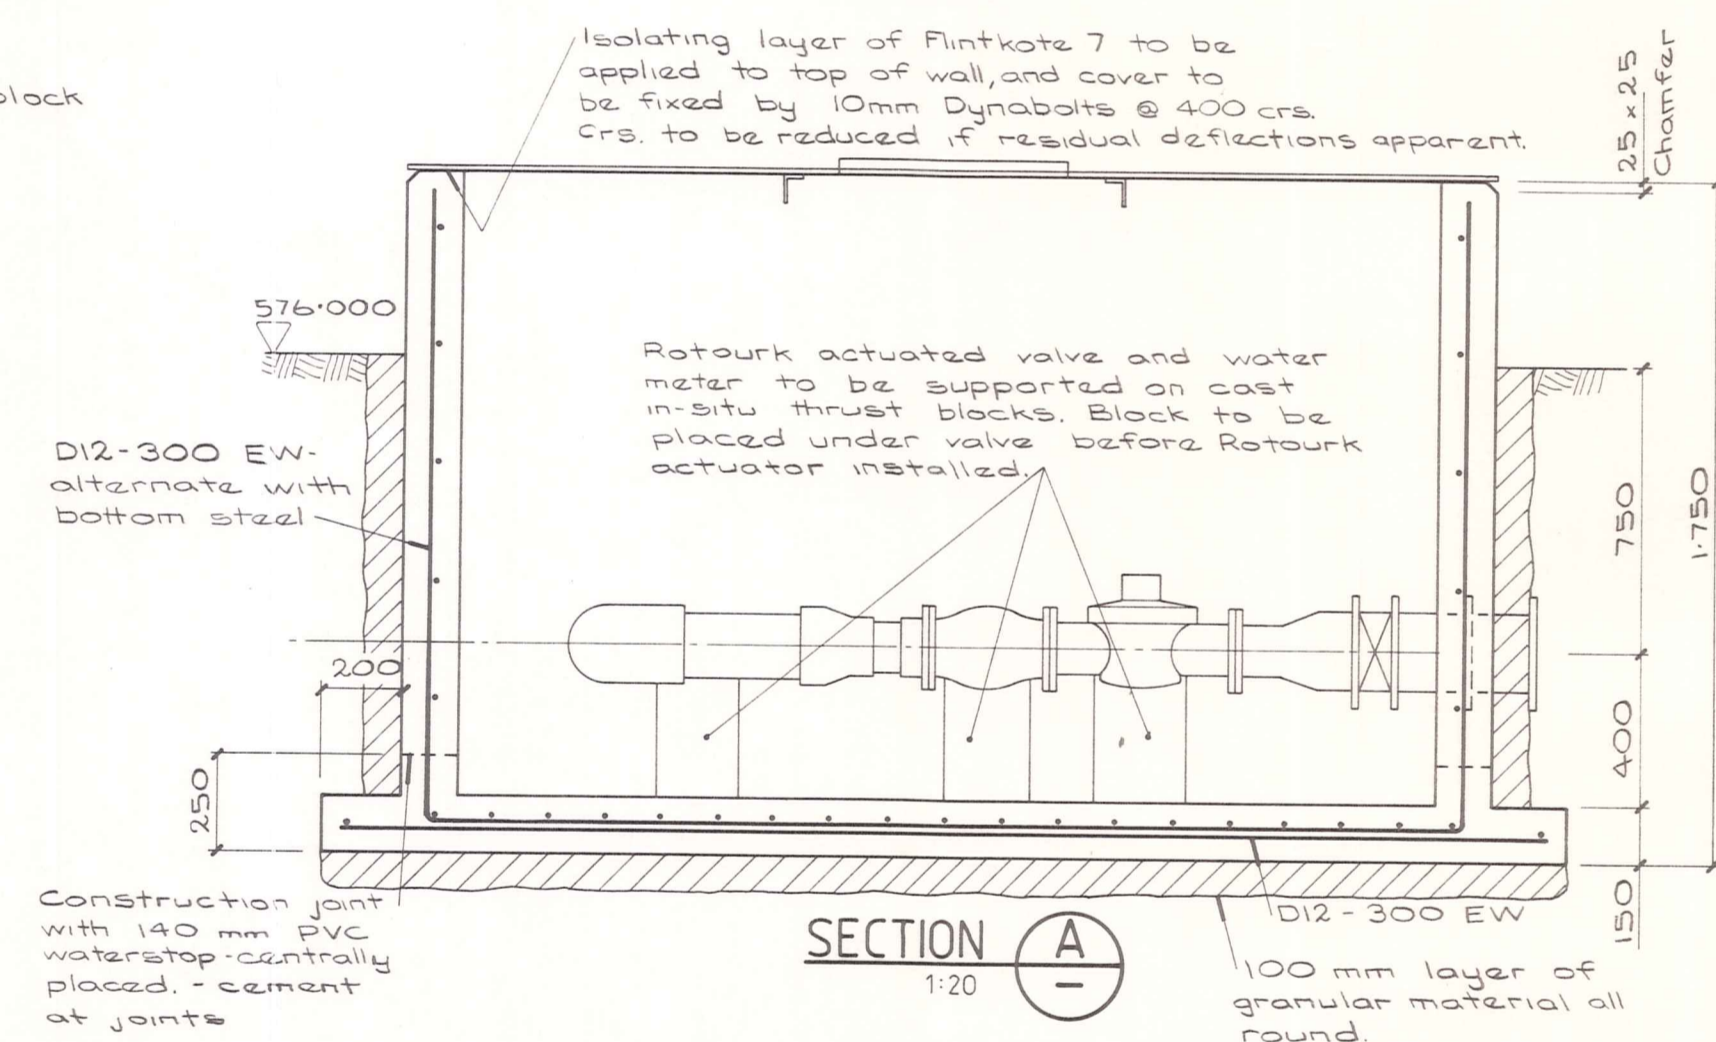 Isolating layer of Flintkote 7 to be
applied to top of wall, and cover to
be fixed by 10mm Dynabolts @ 400 crs.
Crs. to be reduced if residual deflections apparent.
block
25 x 25
Chamfer
576.000
Rotourk actuated valve and water
meter to be supported on cast
in-situ thrust blocks. Block to be
placed under valve before Rotourk
actuator installed.
D12-300 EW-
alternate with
bottom steel
750
1.750
200
400
250
150
Construction joint
with 140 mm PVC
waterstop-centrally
placed. - cement
at joints
SECTION A
1:20
-
D12-300 EW
100 mm layer of
granular material all
round.